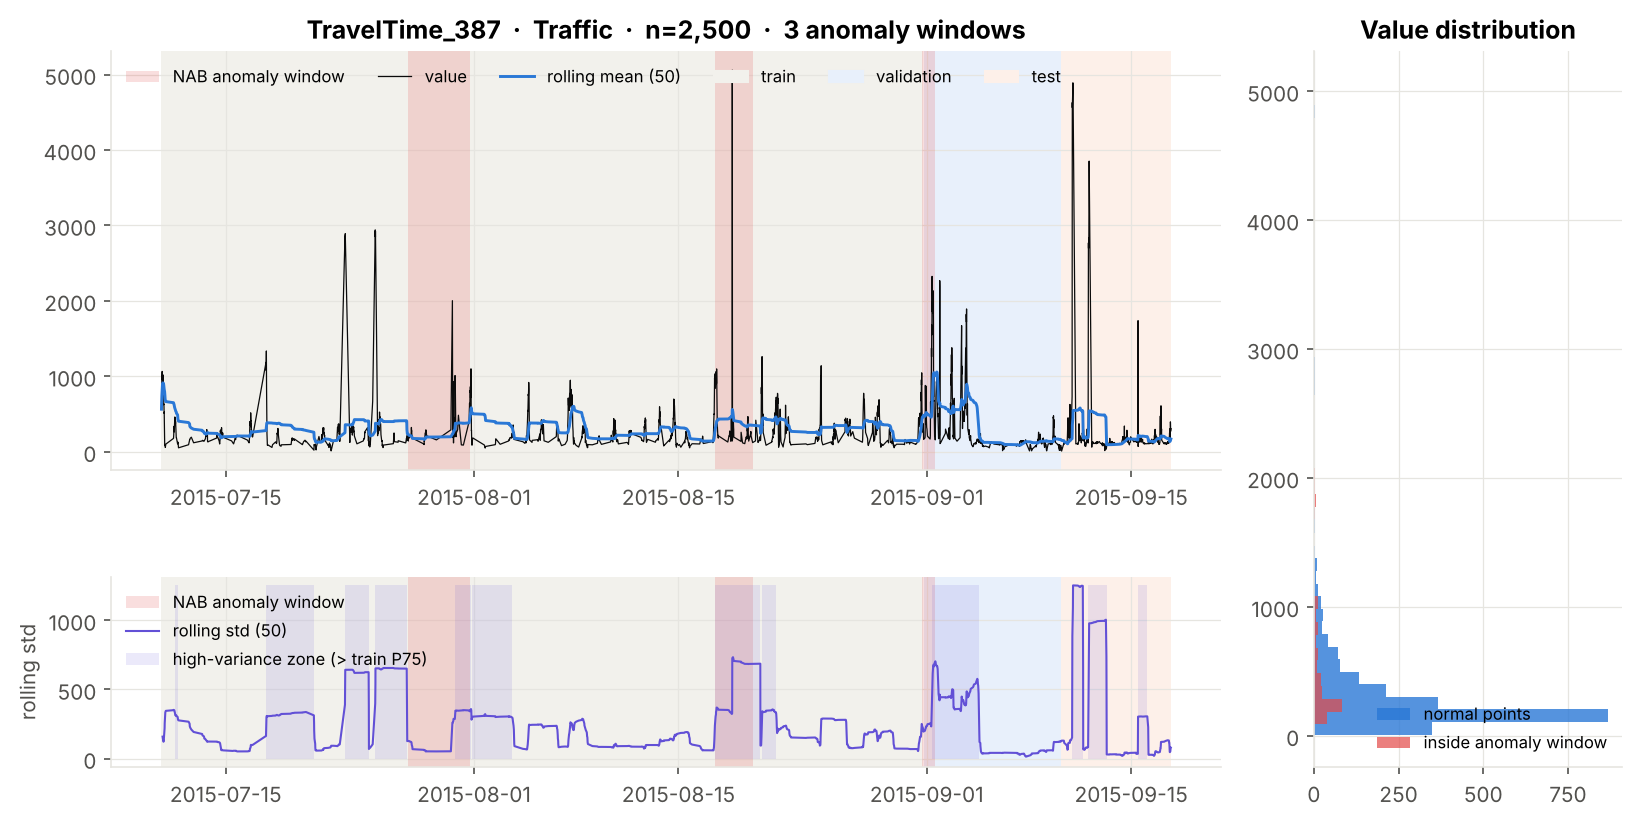 TravelTime_387 · Traffic · n=2,500 · 3 anomaly windows
Value distribution
NAB anomaly window
value
rolling mean (50)
train
validation
test
5000
4000
3000
2000
1000
0
2015-07-15
2015-08-01
2015-08-15
2015-09-01
2015-09-15
rolling std
NAB anomaly window
rolling std (50)
high-variance zone (> train P75)
1000
500
0
2015-07-15
2015-08-01
2015-08-15
2015-09-01
2015-09-15
5000
4000
3000
2000
1000
0
normal points
inside anomaly window
0
250
500
750